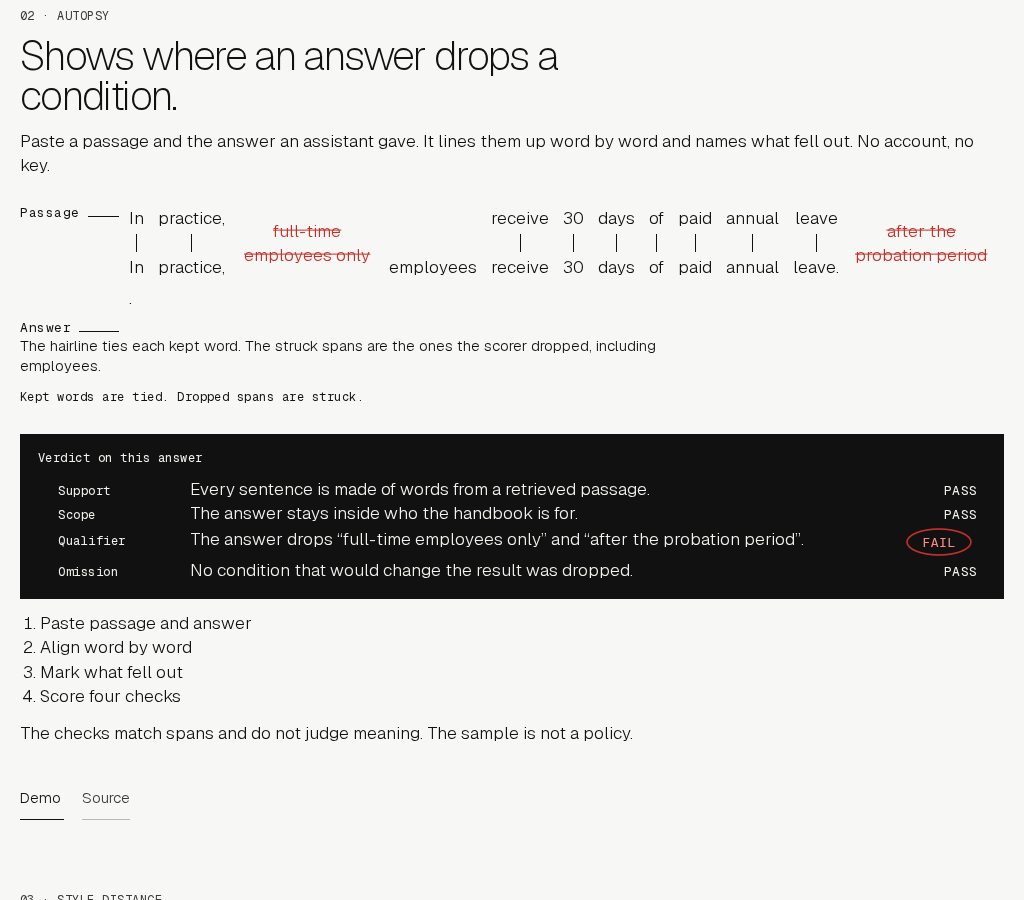 02 · AUTOPSY
Shows where an answer drops a
condition.
Paste a passage and the answer an assistant gave. It lines them up word by word and names what fell out. No account, no
key.
Passage In practice, receive 30 days of paid annual leave
full-time after the
employees only probation period
In practice, employees receive 30 days of paid annual leave.
.
Answer
The hairline ties each kept word. The struck spans are the ones the scorer dropped, including
employees.
Kept words are tied. Dropped spans are struck.
Verdict on this answer
Support Every sentence is made of words from a retrieved passage. PASS
Scope The answer stays inside who the handbook is for. PASS
Qualifier The answer drops “full-time employees only” and “after the probation period”. FAIL
Omission No condition that would change the result was dropped. PASS
1. Paste passage and answer
2. Align word by word
3. Mark what fell out
4. Score four checks
The checks match spans and do not judge meaning. The sample is not a policy.
Demo Source
03 · STYLE DISTANCE